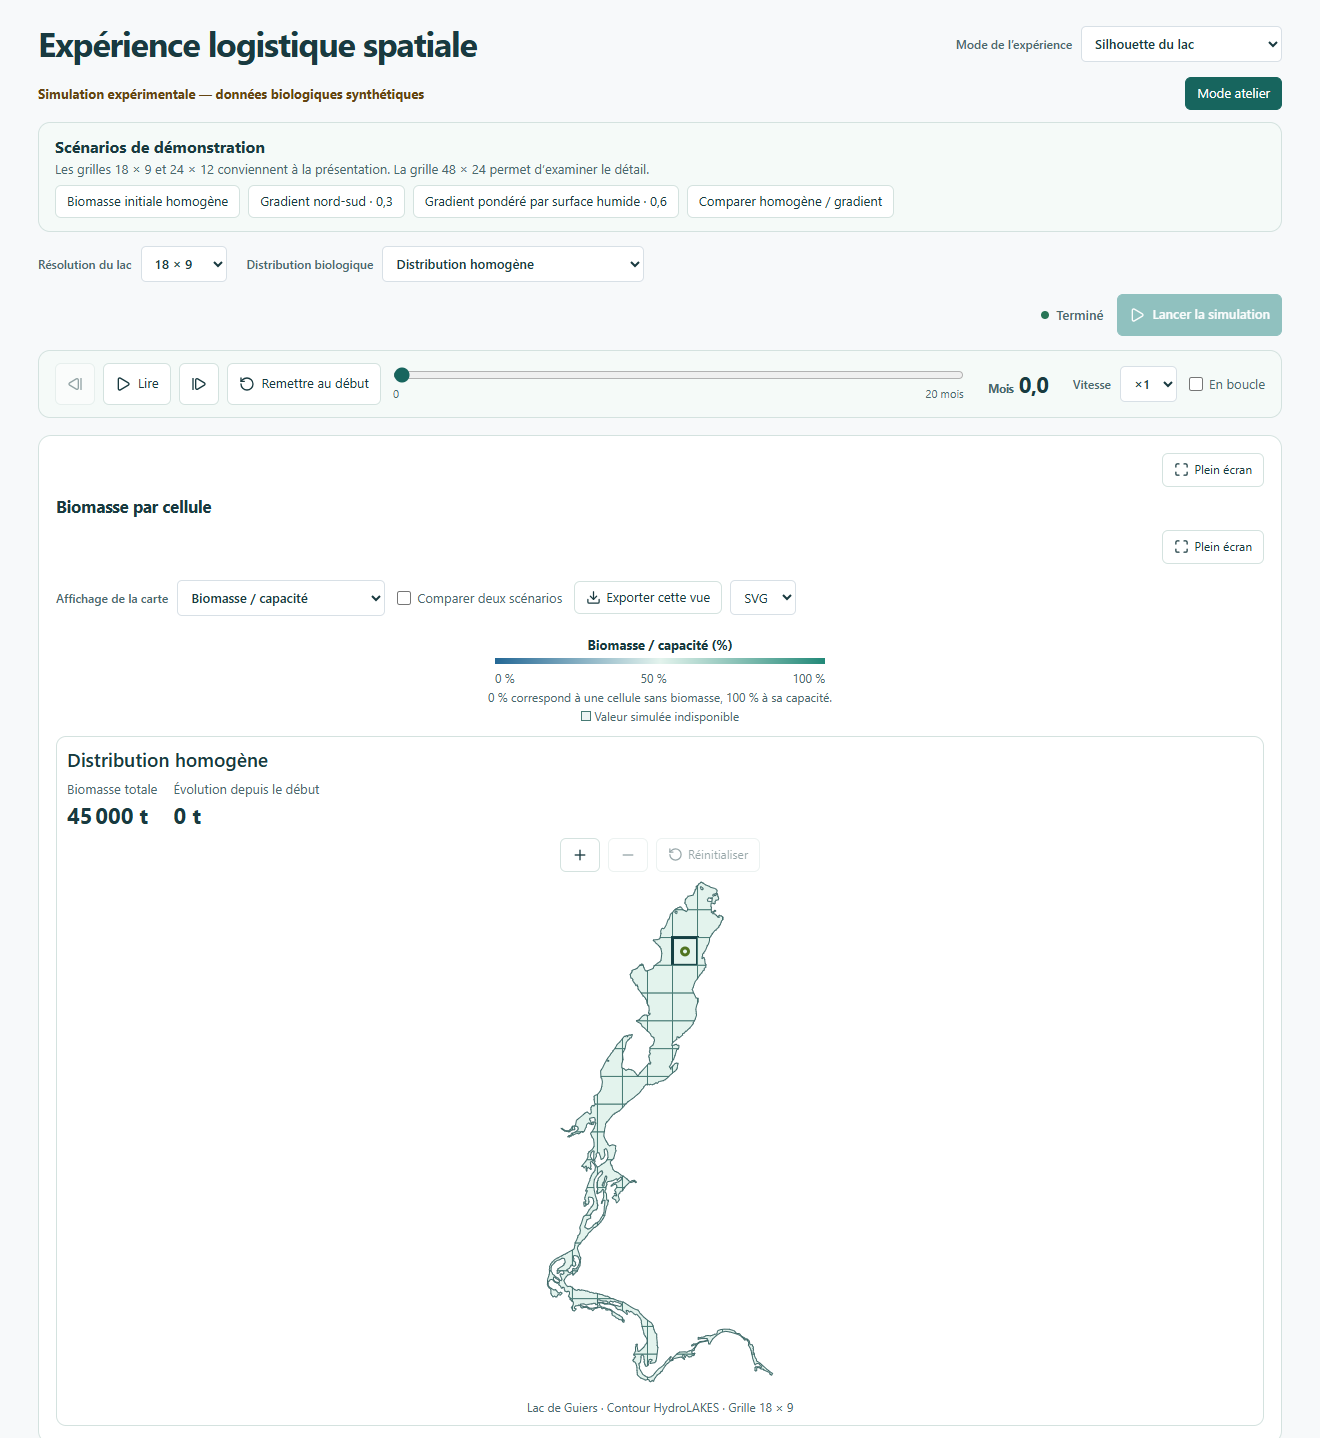 Expérience logistique spatiale
Mode de l'expérience
Silhouette du lac
Simulation expérimentale — données biologiques synthétiques
Mode atelier
Scénarios de démonstration
Les grilles 18 × 9 et 24 × 12 conviennent à la présentation. La grille 48 × 24 permet d'examiner le détail.
Biomasse initiale homogène
Gradient nord-sud · 0,3
Gradient pondéré par surface humide · 0,6
Comparer homogène / gradient
Résolution du lac
18 × 9
Distribution biologique
Distribution homogène
Terminé
Lancer la simulation
Lire
Remettre au début
0
20 mois
Mois 0,0
Vitesse
×1
En boucle
Plein écran
Biomasse par cellule
Plein écran
Affichage de la carte
Biomasse / capacité
Comparer deux scénarios
Exporter cette vue
SVG
Biomasse / capacité (%)
0 %
50 %
100 %
0 % correspond à une cellule sans biomasse, 100 % à sa capacité.
Valeur simulée indisponible
Distribution homogène
Biomasse totale
Évolution depuis le début
45 000 t
0 t
Réinitialiser
Lac de Guiers · Contour HydroLAKES · Grille 18 × 9